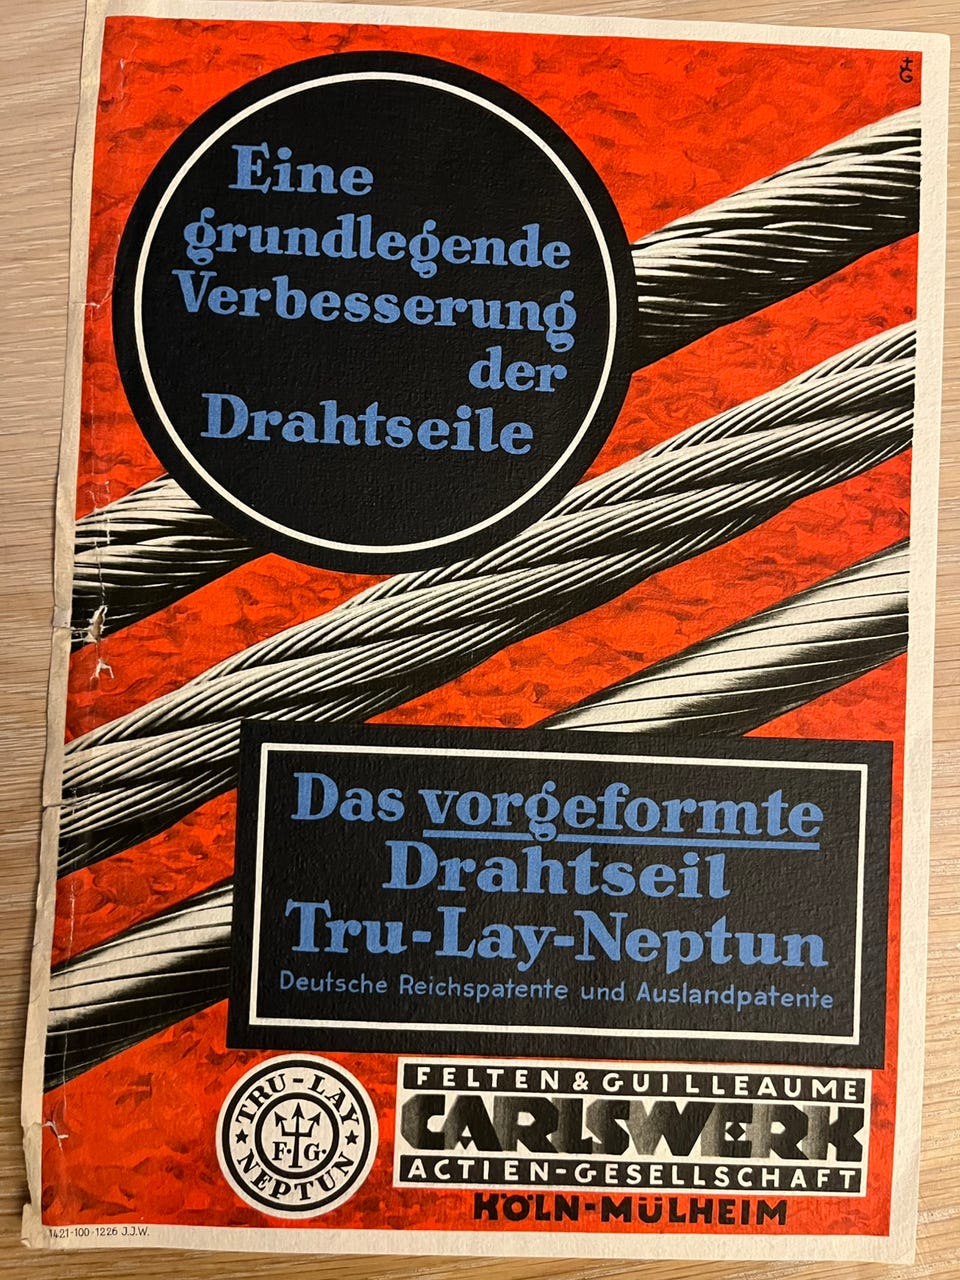 Eine
grundlegende
Verbesserung
der
Drahtseile
Das vorgeformte
Drahtseil
Tru-Lay-Neptun
Deutsche Reichspatente und Auslandpatente
TRU-LAY
F. G.
NEPTUN
FELTEN & GUILLEAUME
CARLSWERK
ACTIEN-GESELLSCHAFT
KÖLN-MÜLHEIM
1421-100-1226 J.J.W.